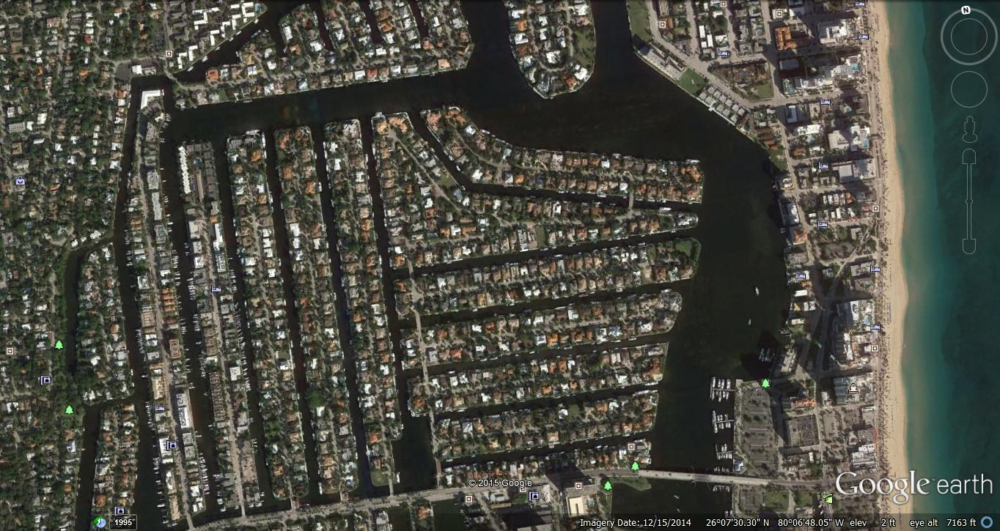 N
© 2015 Google
Google earth
1995
Imagery Date: 12/15/2014 26°07'30.30" N 80°06'48.05" W elev 2 ft eye alt 7163 ft